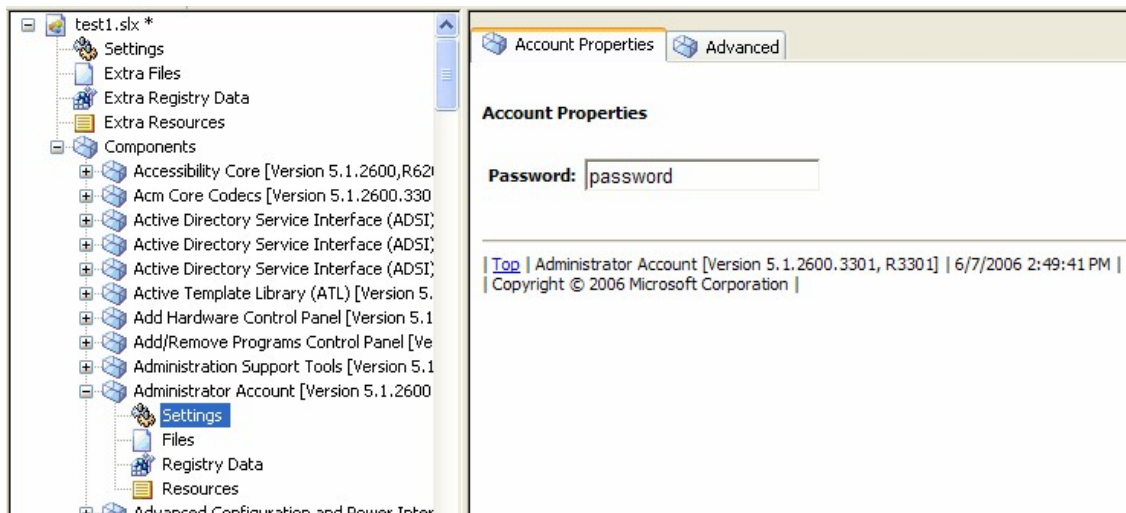 test1.slx *
Settings
Extra Files
Extra Registry Data
Extra Resources
Components
Accessibility Core [Version 5.1.2600,R62
Acm Core Codecs [Version 5.1.2600.330
Active Directory Service Interface (ADSI)
Active Directory Service Interface (ADSI)
Active Directory Service Interface (ADSI)
Active Template Library (ATL) [Version 5.
Add Hardware Control Panel [Version 5.1
Add/Remove Programs Control Panel [Ve
Administration Support Tools [Version 5.1
Administrator Account [Version 5.1.2600
Settings
Files
Registry Data
Resources
Advanced Configuration and Power Inter
Account Properties
Advanced
Account Properties
Password: password
| Top | Administrator Account [Version 5.1.2600.3301, R3301] | 6/7/2006 2:49:41 PM |
| Copyright © 2006 Microsoft Corporation |